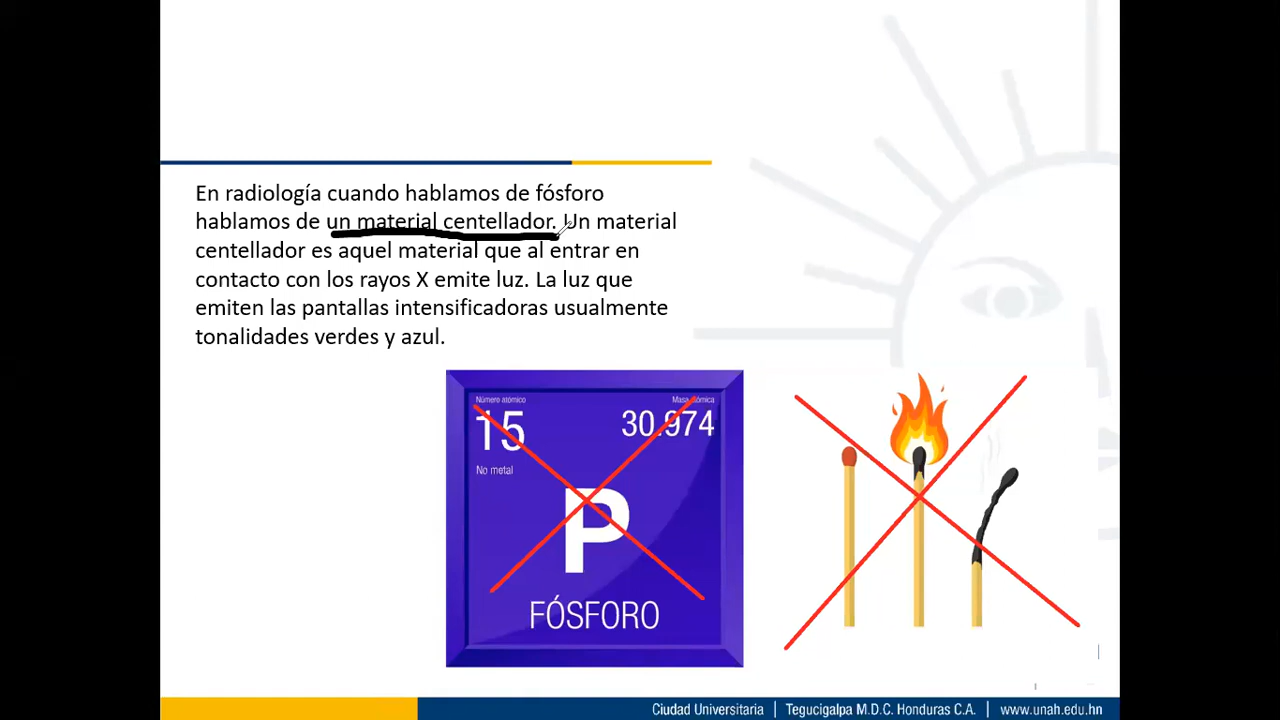 En radiología cuando hablamos de fósforo
hablamos de un material centellador. Un material
centellador es aquel material que al entrar en
contacto con los rayos X emite luz. La luz que
emiten las pantallas intensificadoras usualmente
tonalidades verdes y azul.
Número atómico
15
Masa atómica
30.974
No metal
P
FÓSFORO
Ciudad Universitaria | Tegucigalpa M.D.C. Honduras C.A. | www.unah.edu.hn